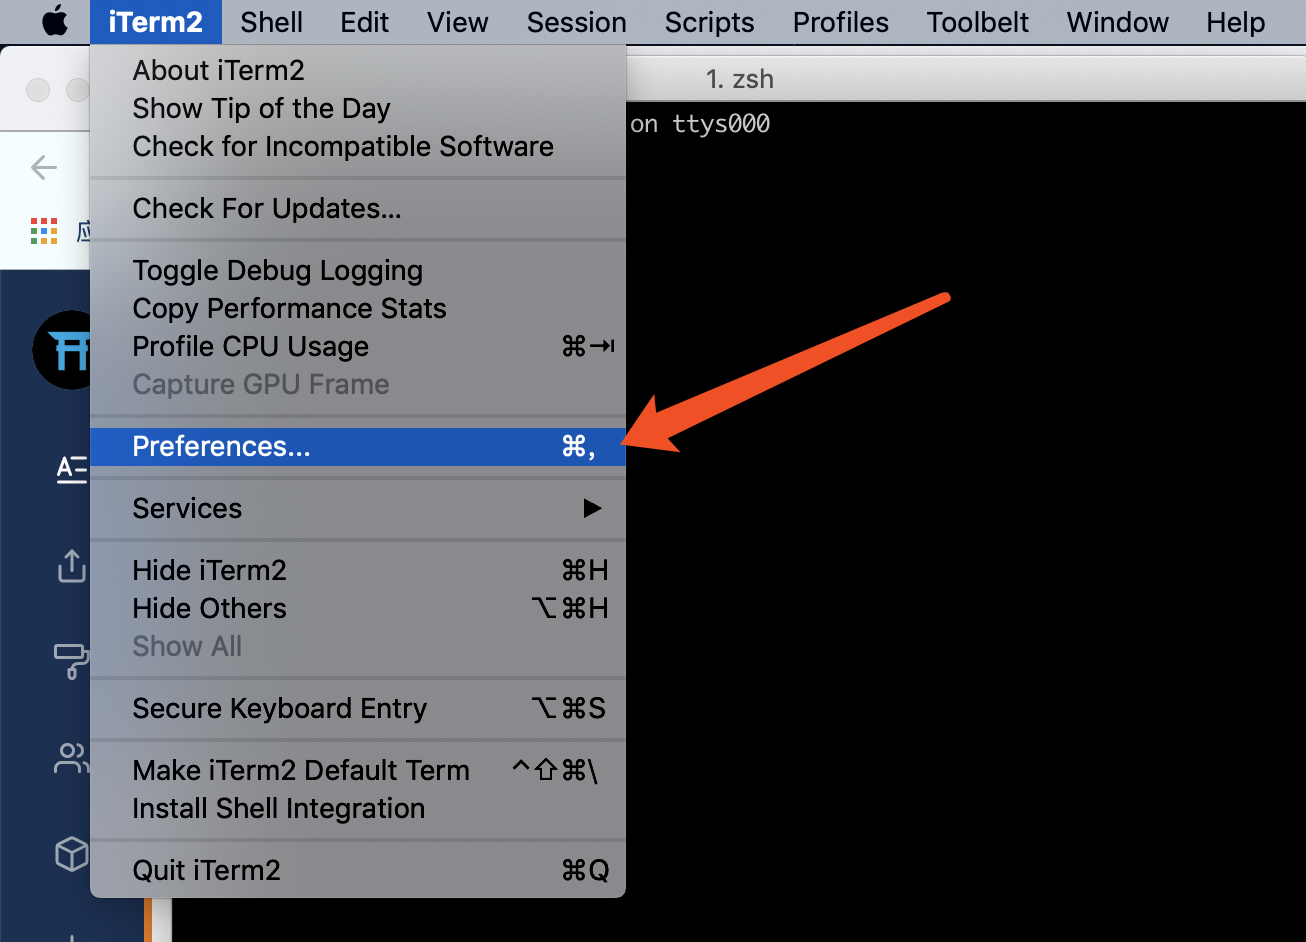 iTerm2 Shell Edit View Session Scripts Profiles Toolbelt Window Help
1. zsh
on ttys000
About iTerm2
Show Tip of the Day
Check for Incompatible Software
Check For Updates...
Toggle Debug Logging
Copy Performance Stats
Profile CPU Usage ⌘⇥
Capture GPU Frame
Preferences... ⌘,
Services ▶
Hide iTerm2 ⌘H
Hide Others ⌥⌘H
Show All
Secure Keyboard Entry ⌥⌘S
Make iTerm2 Default Term ^⇧⌘\
Install Shell Integration
Quit iTerm2 ⌘Q